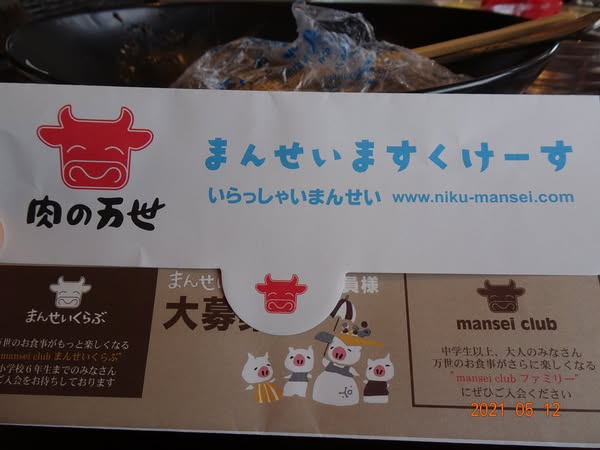 まんせいますくけーす
肉の万世
いらっしゃいまんせい www.niku-mansei.com
まんせいくらぶ
万世のお食事がもっと楽しくなる
"mansei club まんせいくらぶ"
小学校6年生までのみなさん
ご入会をお待ちしております
まんせ
員様
大募
mansei club
中学生以上、大人のみなさん
万世のお食事がさらに楽しくなる
"mansei club ファミリー"
にぜひご入会ください
2021 05 12